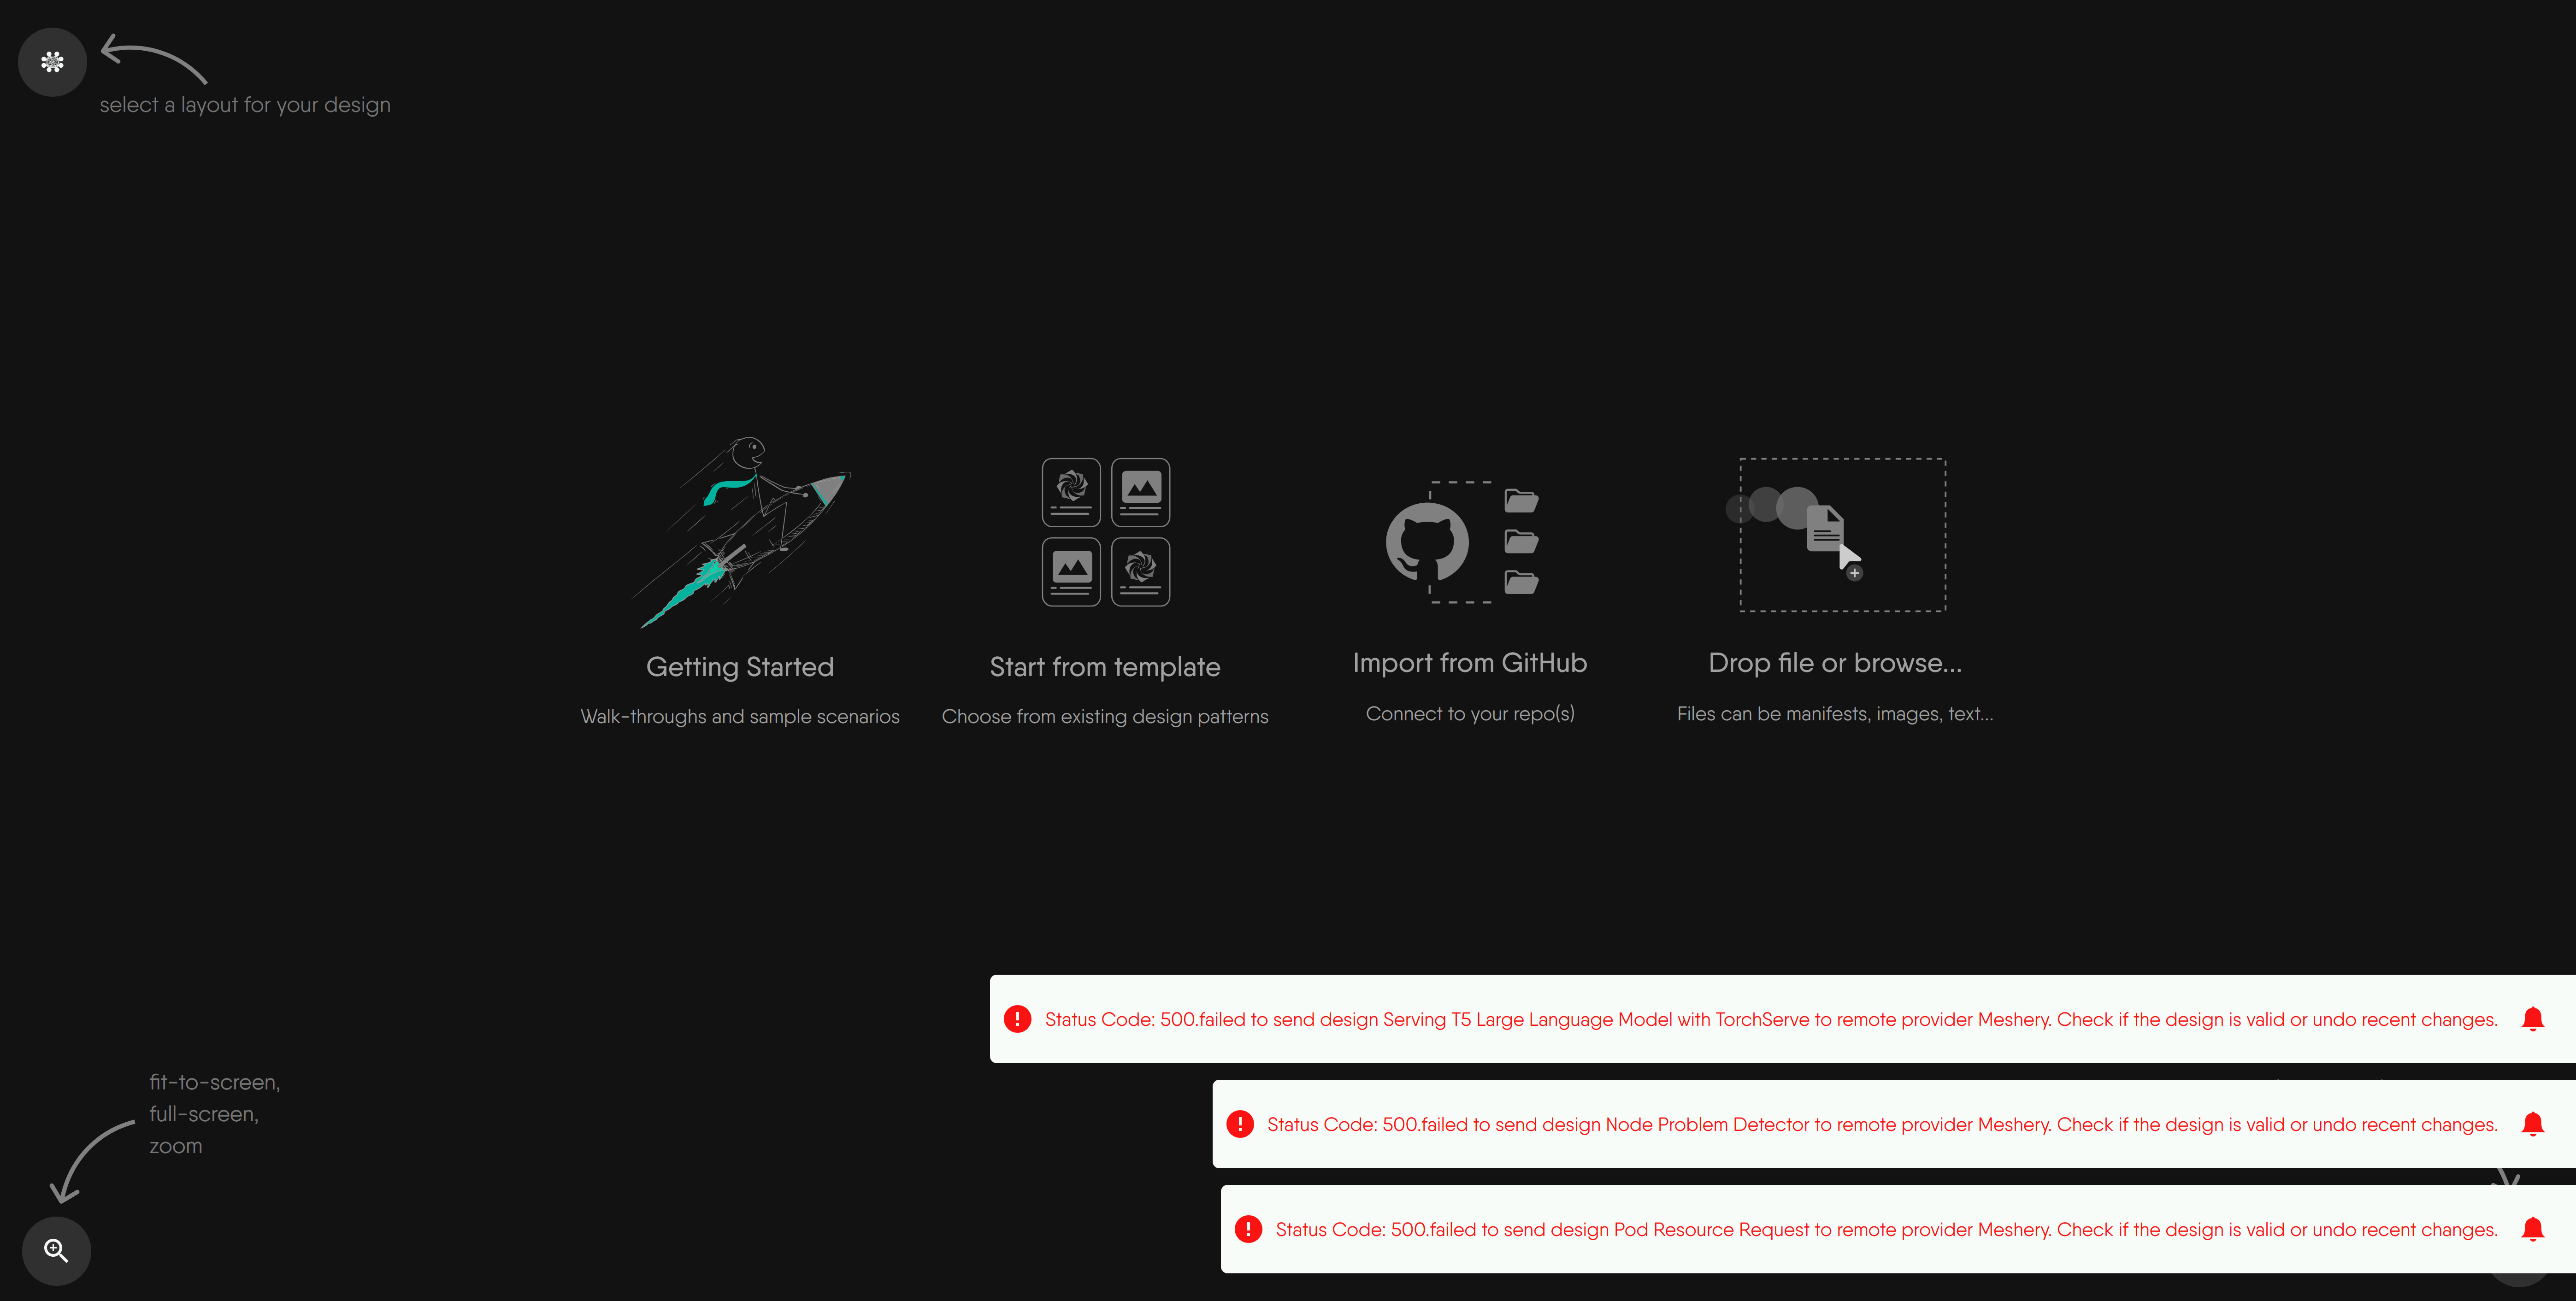 select a layout for your design
Getting Started
Walk-throughs and sample scenarios
Start from template
Choose from existing design patterns
Import from GitHub
Connect to your repo(s)
Drop file or browse...
Files can be manifests, images, text...
Status Code: 500.failed to send design Serving T5 Large Language Model with TorchServe to remote provider Meshery. Check if the design is valid or undo recent changes.
fit-to-screen,
full-screen,
zoom
Status Code: 500.failed to send design Node Problem Detector to remote provider Meshery. Check if the design is valid or undo recent changes.
Status Code: 500.failed to send design Pod Resource Request to remote provider Meshery. Check if the design is valid or undo recent changes.